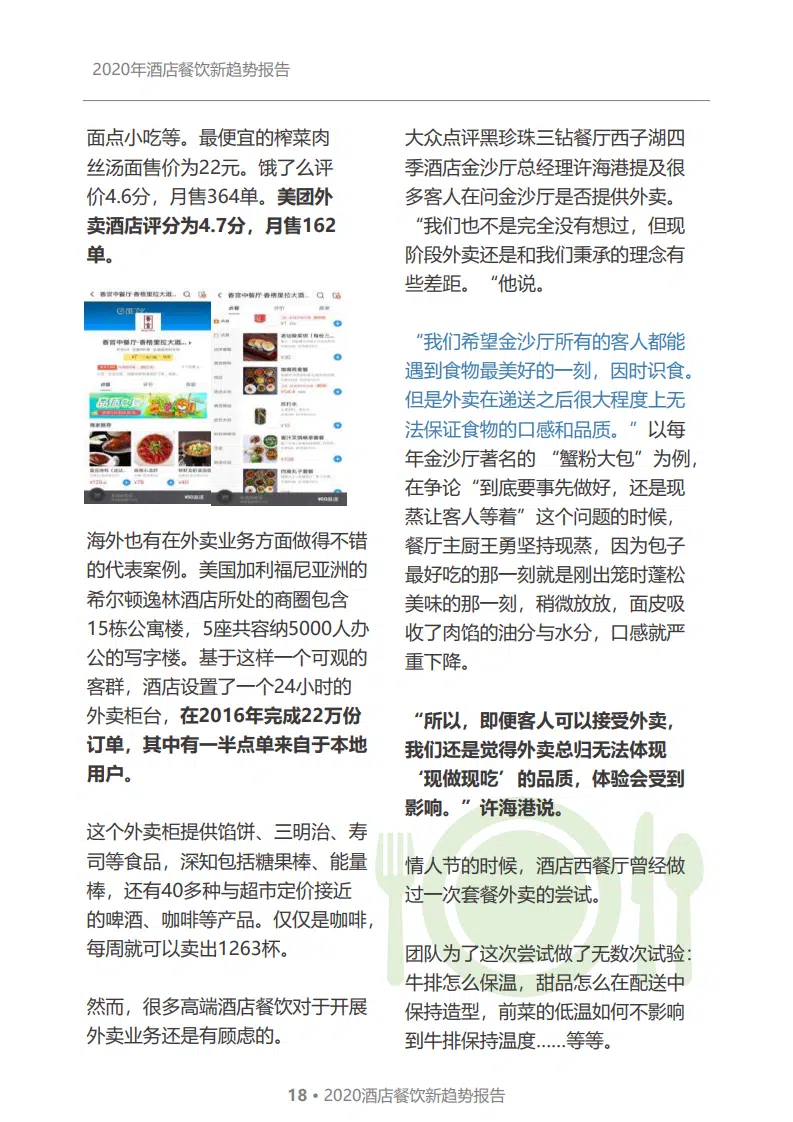 2020年酒店餐饮新趋势报告
面点小吃等。最便宜的榨菜肉
丝汤面售价为22元。饿了么评
价4.6分，月售364单。美团外
卖酒店评分为4.7分，月售162
单。
香宫中餐厅·香格里拉大酒...
香宫中餐厅·香格里拉大酒...
香宫中餐厅·香格里拉大酒...
海外也有在外卖业务方面做得不错
的代表案例。美国加利福尼亚洲的
希尔顿逸林酒店所处的商圈包含
15栋公寓楼，5座共容纳5000人办
公的写字楼。基于这样一个可观的
客群，酒店设置了一个24小时的
外卖柜台，在2016年完成22万份
订单，其中有一半点单来自于本地
用户。
这个外卖柜提供馅饼、三明治、寿
司等食品，深知包括糖果棒、能量
棒，还有40多种与超市定价接近
的啤酒、咖啡等产品。仅仅是咖啡，
每周就可以卖出1263杯。
然而，很多高端酒店餐饮对于开展
外卖业务还是有顾虑的。
大众点评黑珍珠三钻餐厅西子湖四
季酒店金沙厅总经理许海港提及很
多客人在问金沙厅是否提供外卖。
“我们也不是完全没有想过，但现
阶段外卖还是和我们秉承的理念有
些差距。“他说。
“我们希望金沙厅所有的客人都能
遇到食物最美好的一刻，因时识食。
但是外卖在递送之后很大程度上无
法保证食物的口感和品质。”以每
年金沙厅著名的 “蟹粉大包”为例，
在争论“到底要事先做好，还是现
蒸让客人等着”这个问题的时候，
餐厅主厨王勇坚持现蒸，因为包子
最好吃的那一刻就是刚出笼时蓬松
美味的那一刻，稍微放放，面皮吸
收了肉馅的油分与水分，口感就严
重下降。
“所以，即便客人可以接受外卖，
我们还是觉得外卖总归无法体现
‘现做现吃’的品质，体验会受到
影响。”许海港说。
情人节的时候，酒店西餐厅曾经做
过一次套餐外卖的尝试。
团队为了这次尝试做了无数次试验：
牛排怎么保温，甜品怎么在配送中
保持造型，前菜的低温如何不影响
到牛排保持温度……等等。
18 • 2020酒店餐饮新趋势报告